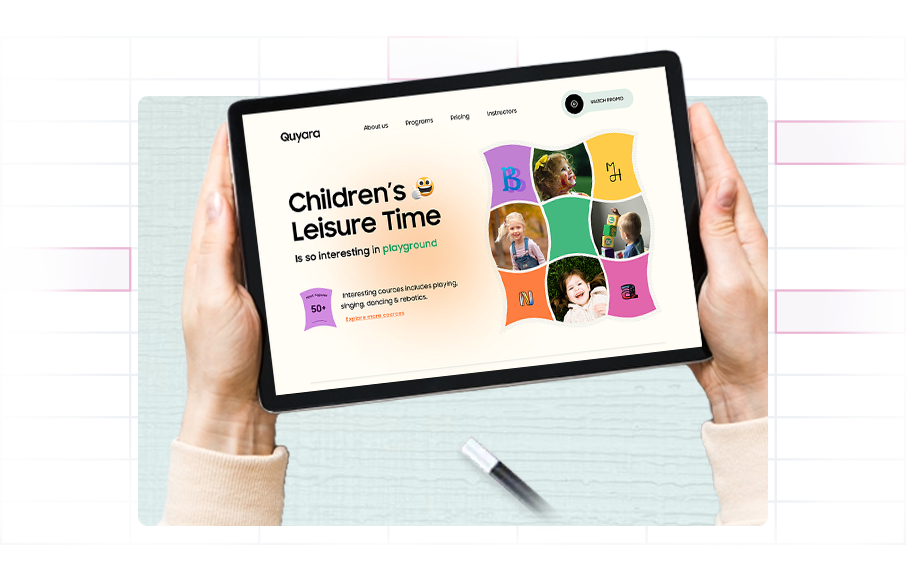 Quyara
About us
Programs
Pricing
Instructors
WATCH PROMO
Children's
Leisure Time
Is so interesting in playground
50+
Interesting courses includes playing,
singing, dancing & robotics.
Explore more courses
B
MH
N
a